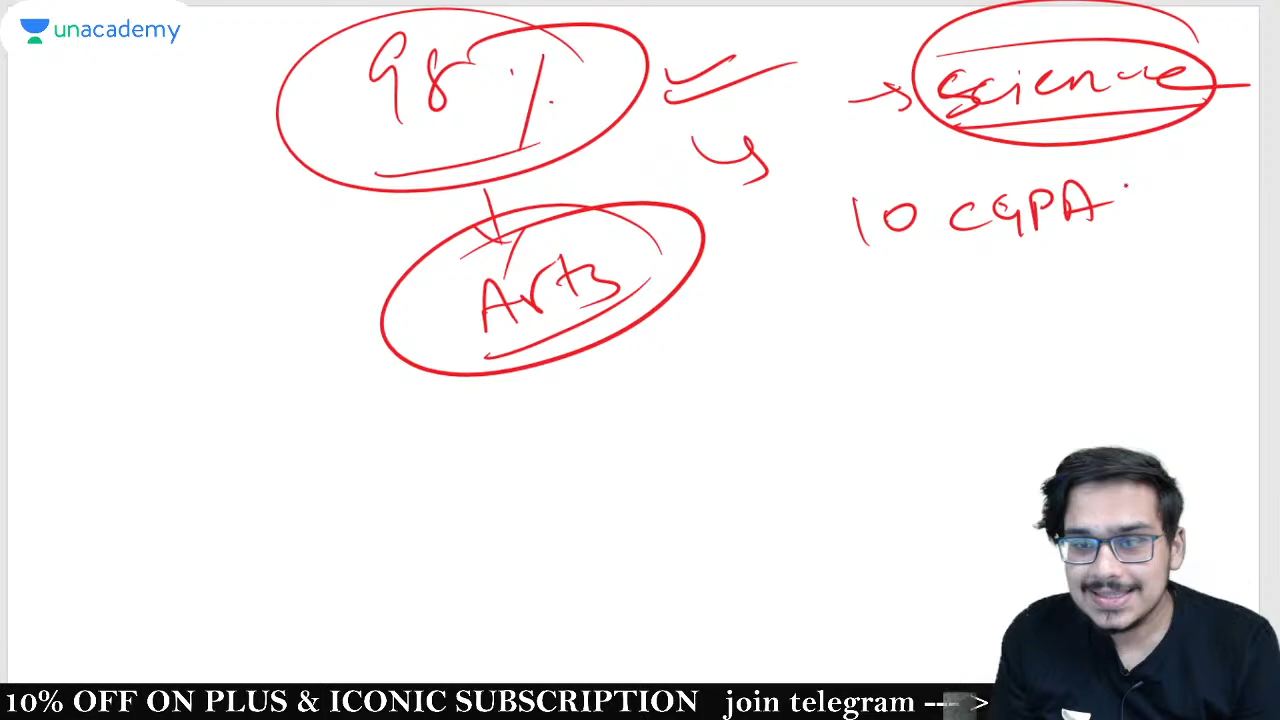 unacademy
98%
→ science
10 CGPA
Arts
10% OFF ON PLUS & ICONIC SUBSCRIPTION join telegram -- >